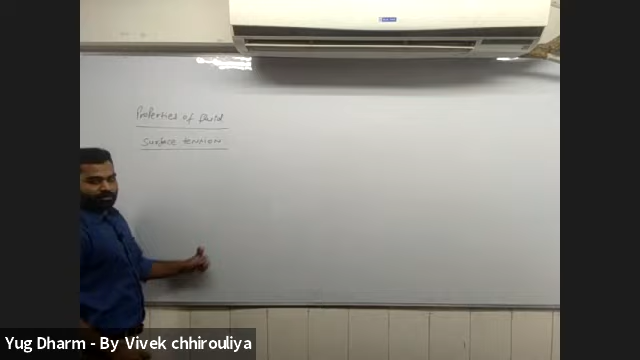 Properties of fluid
Surface tension
Yug Dharm - By Vivek chhirouliya